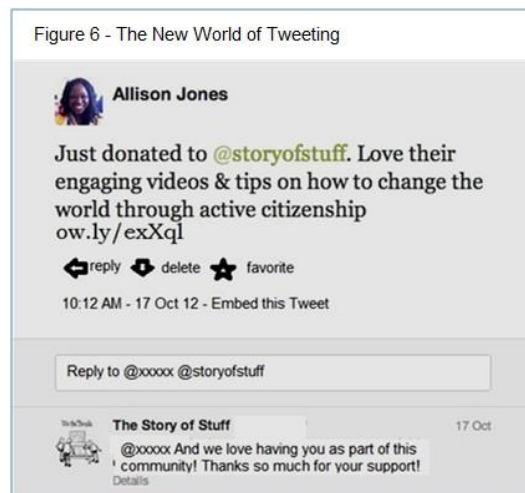 Figure 6 - The New World of Tweeting
Allison Jones
Just donated to @storyofstuff. Love their
engaging videos & tips on how to change the
world through active citizenship
ow.ly/exXql
reply delete favorite
10:12 AM - 17 Oct 12 - Embed this Tweet
Reply to @xxxxx @storyofstuff
The Story of Stuff 17 Oct
@xxxxx And we love having you as part of this
community! Thanks so much for your support!
Details